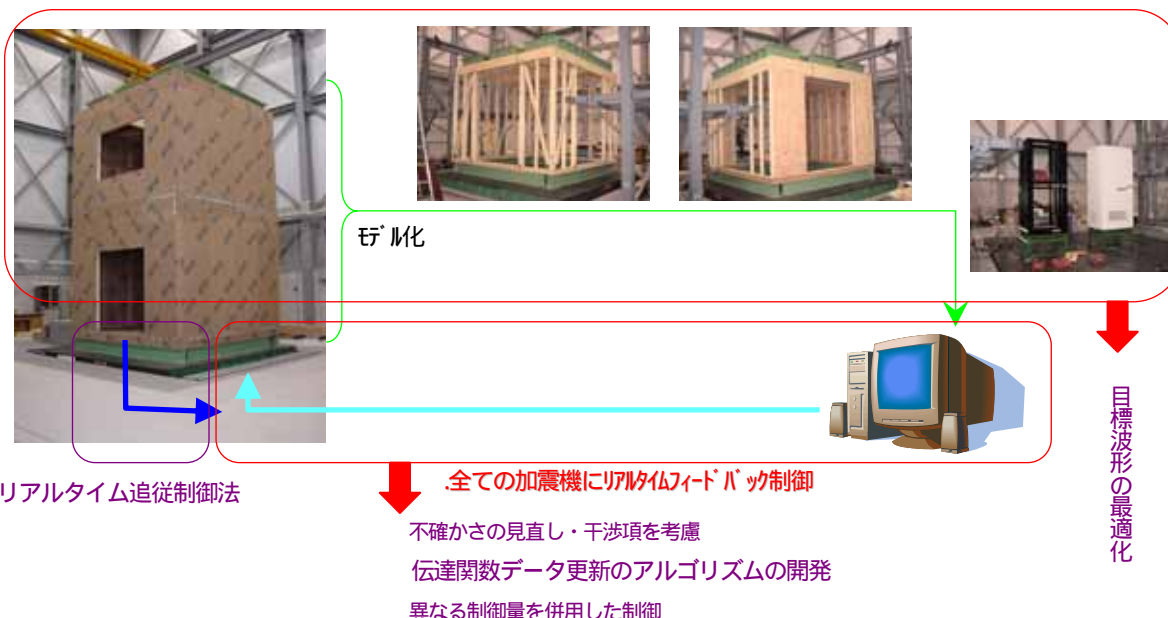 モデル化
リアルタイム追従制御法
.全ての加震機にリアルタイムフィードバック制御
不確かさの見直し・干渉項を考慮
伝達関数データ更新のアルゴリズムの開発
異なる制御量を併用した制御
目標波形の最適化